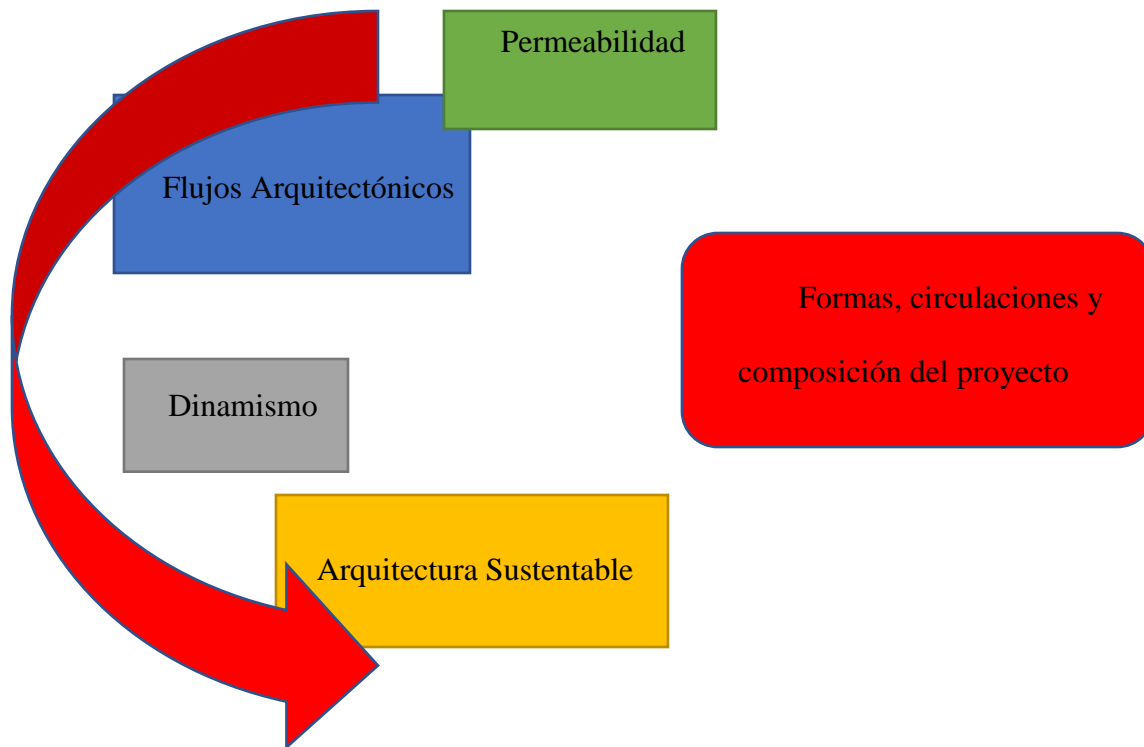 Permeabilidad
Flujos Arquitectónicos
Formas, circulaciones y
composición del proyecto
Dinamismo
Arquitectura Sustentable